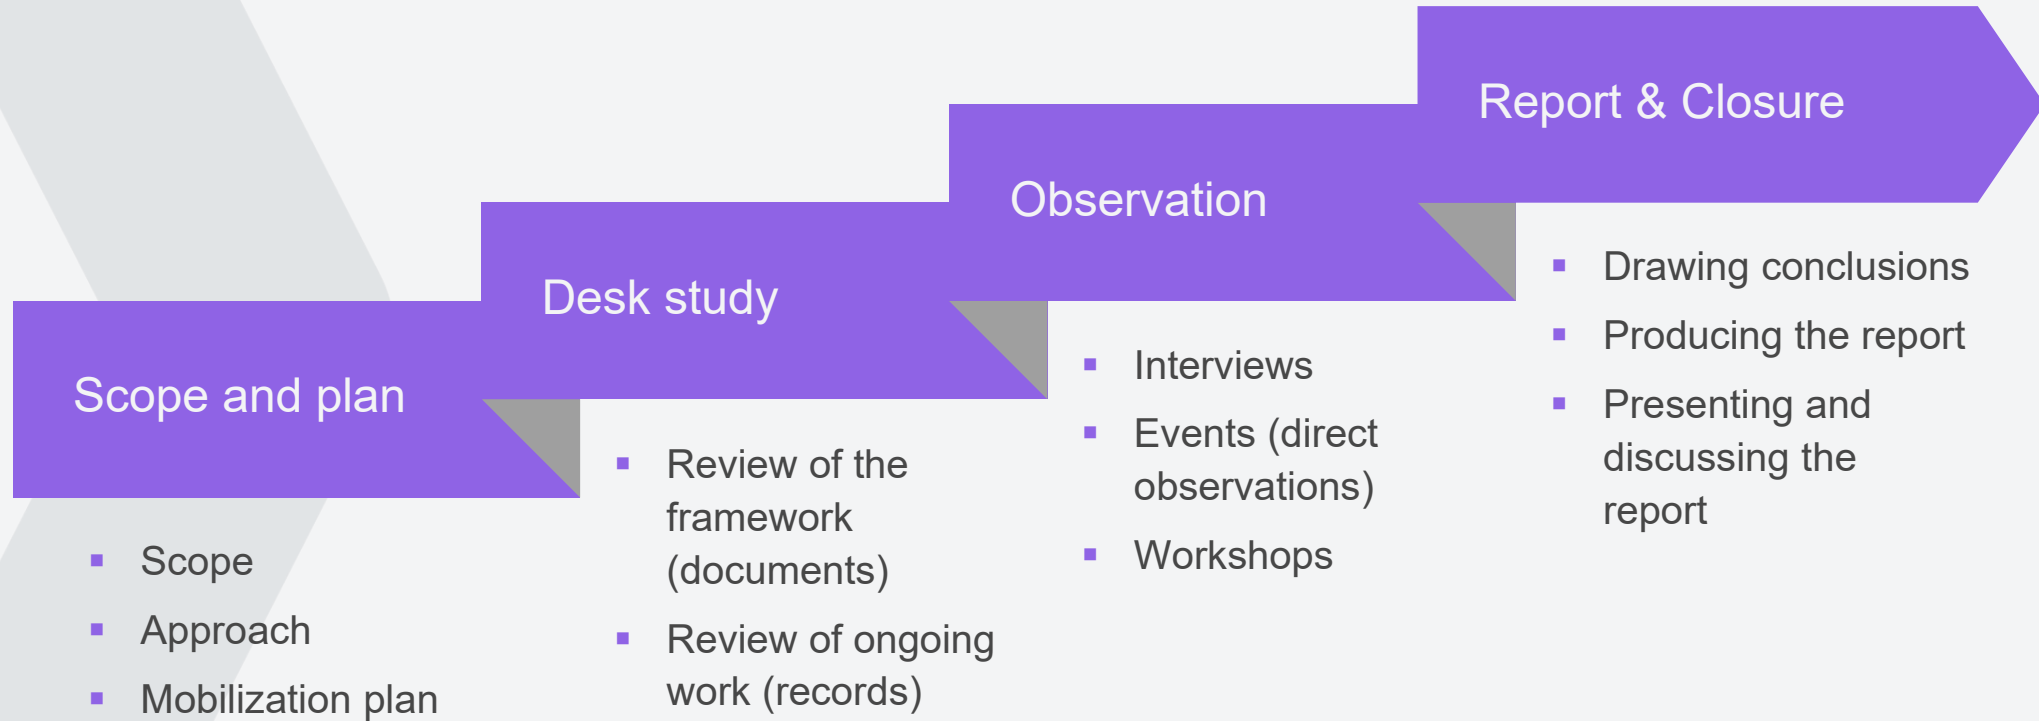 Scope and plan
Scope
Approach
Mobilization plan
Desk study
Review of the
framework
(documents)
Review of ongoing
work (records)
Observation
Interviews
Events (direct
observations)
Workshops
Report & Closure
Drawing conclusions
Producing the report
Presenting and
discussing the
report